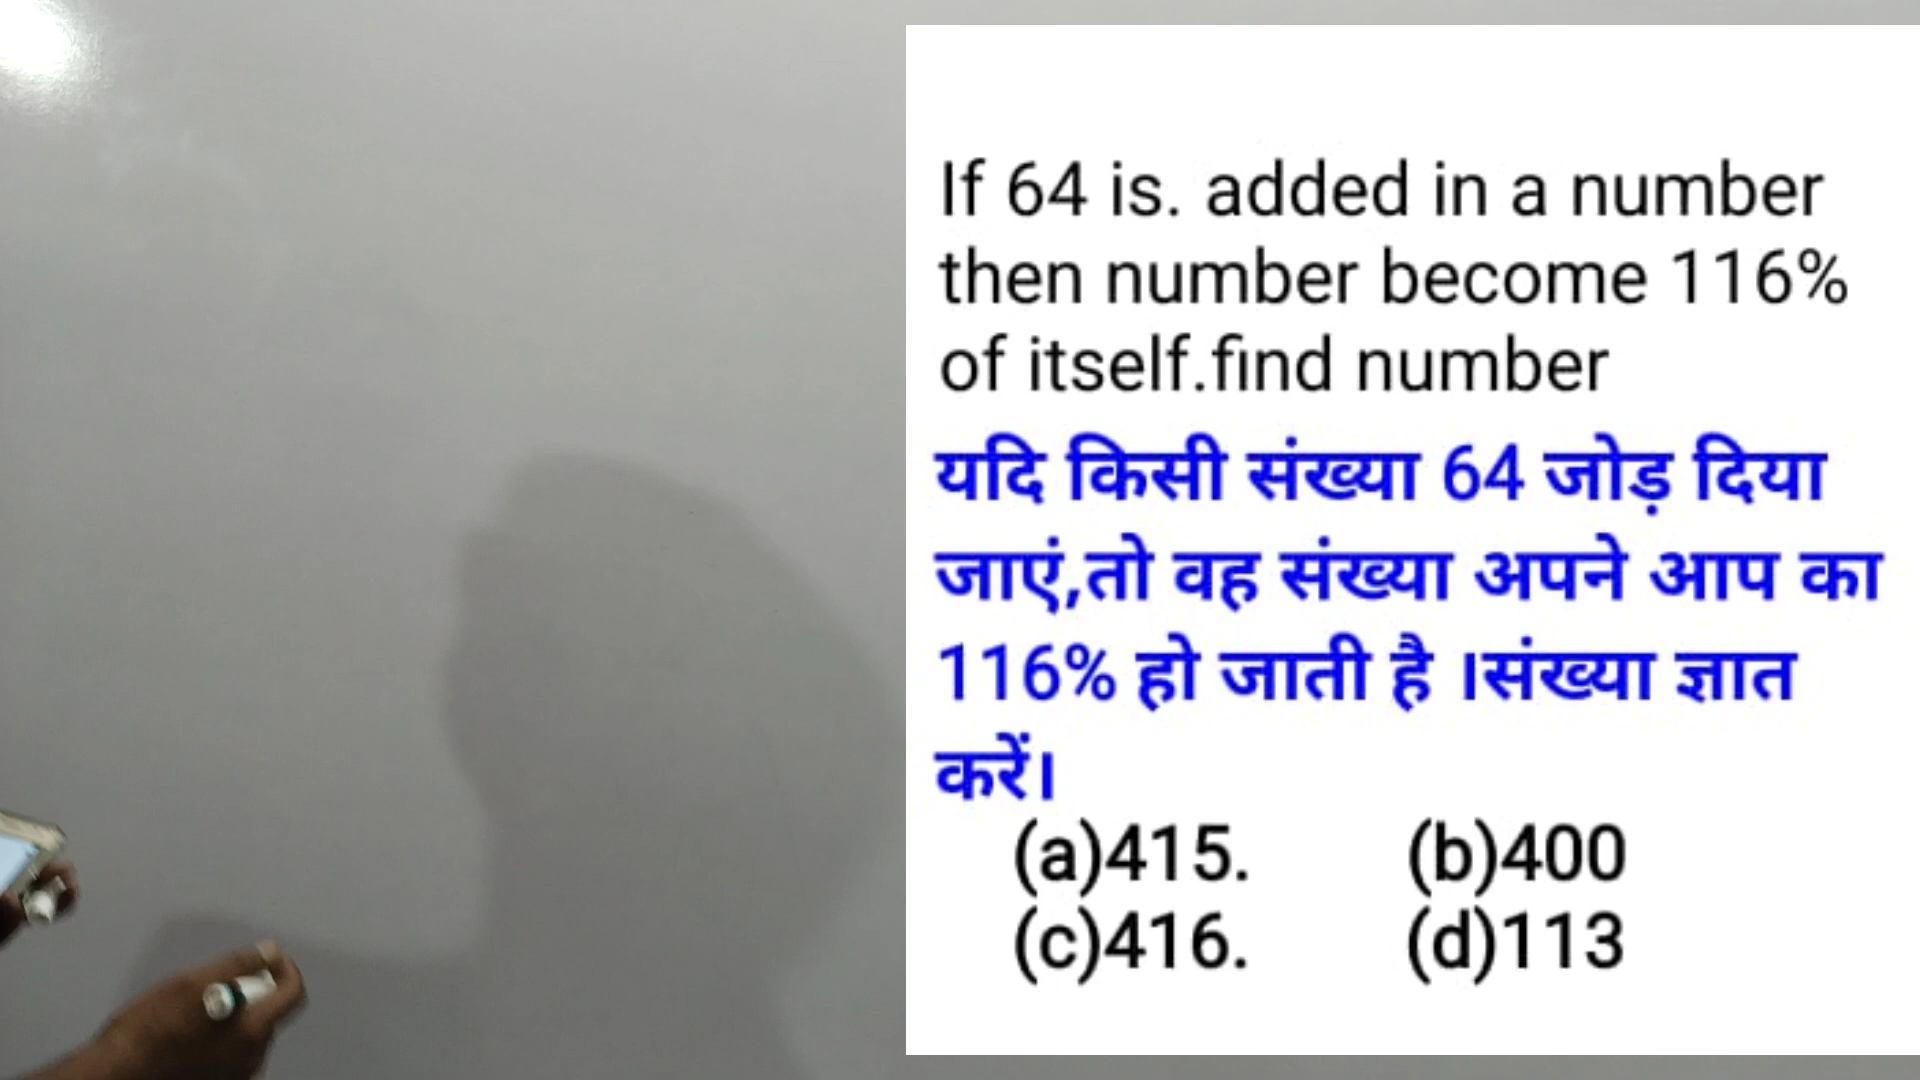 If 64 is. added in a number
then number become 116%
of itself.find number
यदि किसी संख्या 64 जोड़ दिया
जाएं,तो वह संख्या अपने आप का
116% हो जाती है ।संख्या ज्ञात
करें।
(a)415. (b)400
(c)416. (d)113